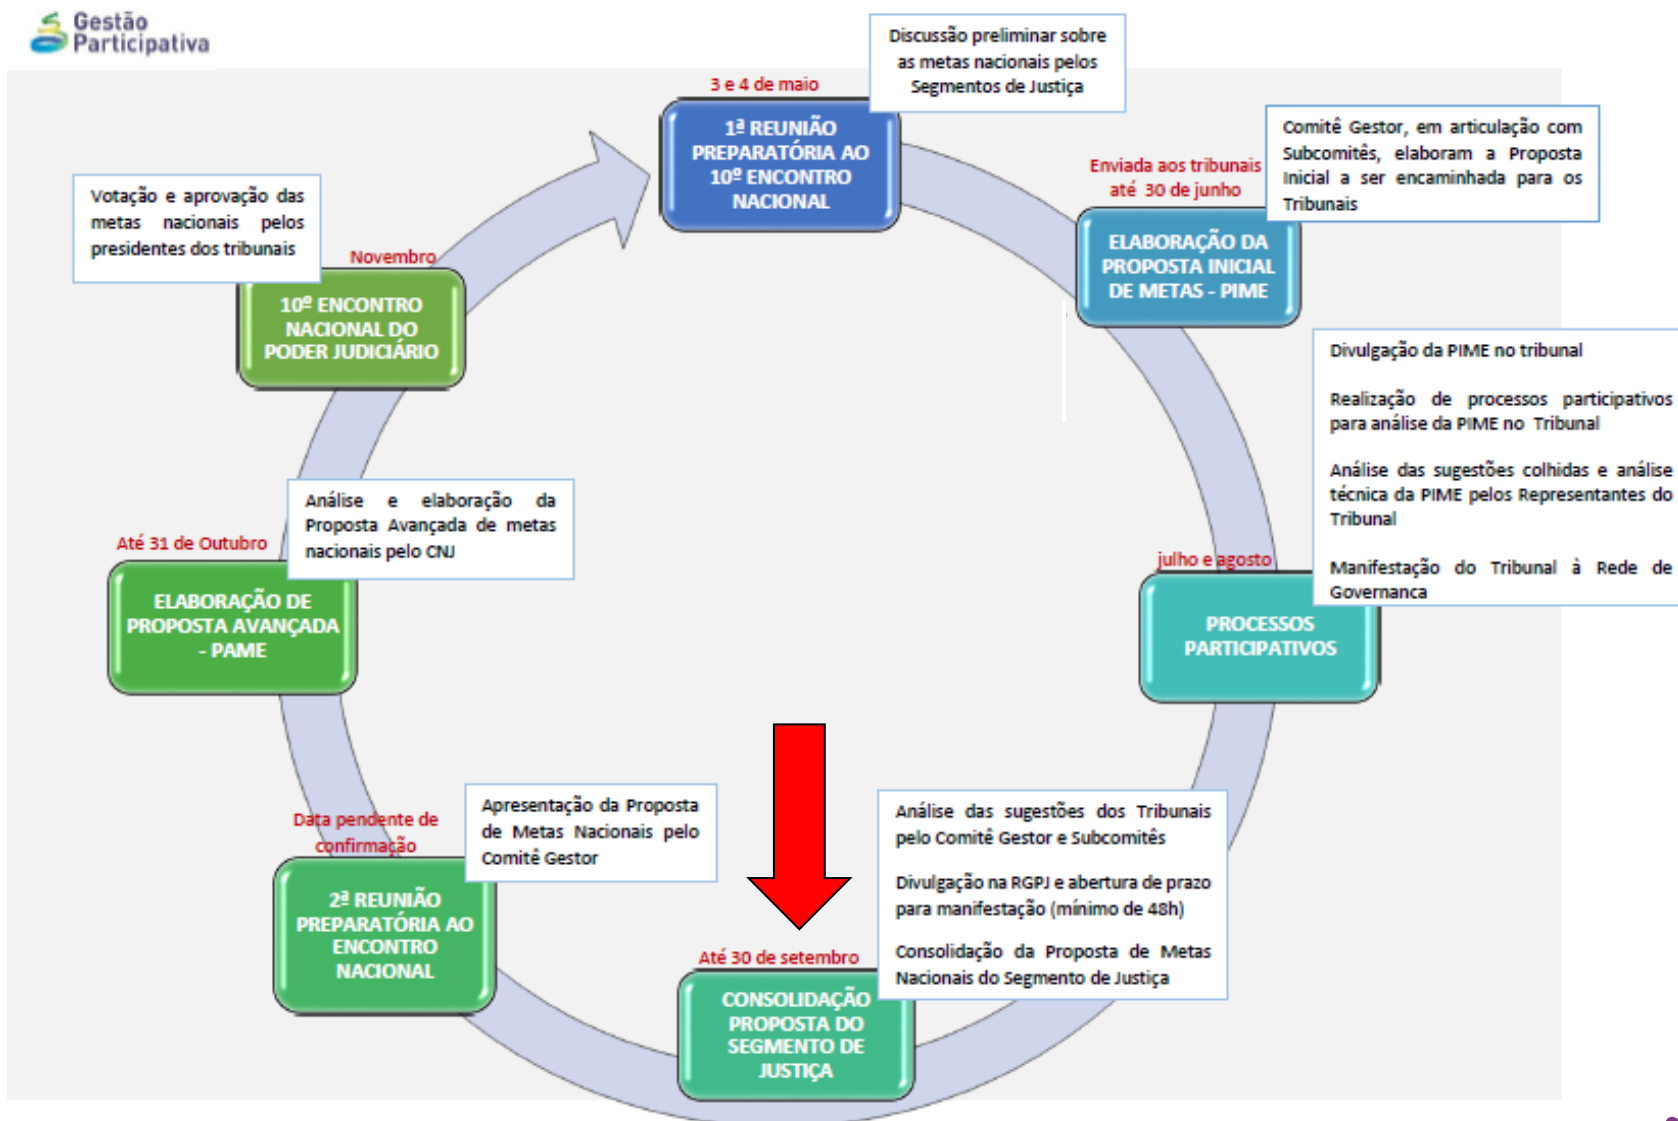 Gestão
Participativa
Discussão preliminar sobre
as metas nacionais pelos
Segmentos de Justiça
3 e 4 de maio
1ª REUNIÃO
PREPARATÓRIA AO
10º ENCONTRO
NACIONAL
Comitê Gestor, em articulação com
Subcomitês, elaboram a Proposta
Inicial a ser encaminhada para os
Tribunais
Enviada aos tribunais
até 30 de junho
ELABORAÇÃO DA
PROPOSTA INICIAL
DE METAS - PIME
Divulgação da PIME no tribunal
Realização de processos participativos
para análise da PIME no Tribunal
Análise das sugestões colhidas e análise
técnica da PIME pelos Representantes do
Tribunal
Manifestação do Tribunal à Rede de
Governanca
julho e agosto
PROCESSOS
PARTICIPATIVOS
Análise das sugestões dos Tribunais
pelo Comitê Gestor e Subcomitês
Divulgação na RGPJ e abertura de prazo
para manifestação (mínimo de 48h)
Consolidação da Proposta de Metas
Nacionais do Segmento de Justiça
Até 30 de setembro
CONSOLIDAÇÃO
PROPOSTA DO
SEGMENTO DE
JUSTIÇA
Apresentação da Proposta
de Metas Nacionais pelo
Comitê Gestor
Data pendente de
confirmação
2ª REUNIÃO
PREPARATÓRIA AO
ENCONTRO
NACIONAL
Análise e elaboração da
Proposta Avançada de metas
nacionais pelo CNJ
Até 31 de Outubro
ELABORAÇÃO DE
PROPOSTA AVANÇADA
- PAME
Votação e aprovação das
metas nacionais pelos
presidentes dos tribunais
Novembro
10º ENCONTRO
NACIONAL DO
PODER JUDICIÁRIO